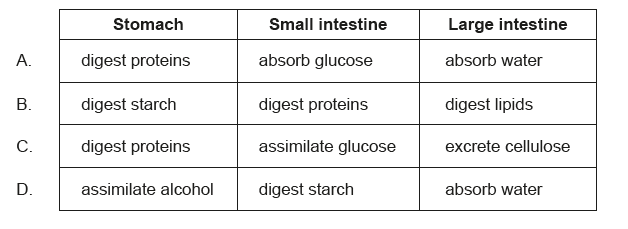 Stomach Small intestine Large intestine
A. digest proteins absorb glucose absorb water
B. digest starch digest proteins digest lipids
C. digest proteins assimilate glucose excrete cellulose
D. assimilate alcohol digest starch absorb water